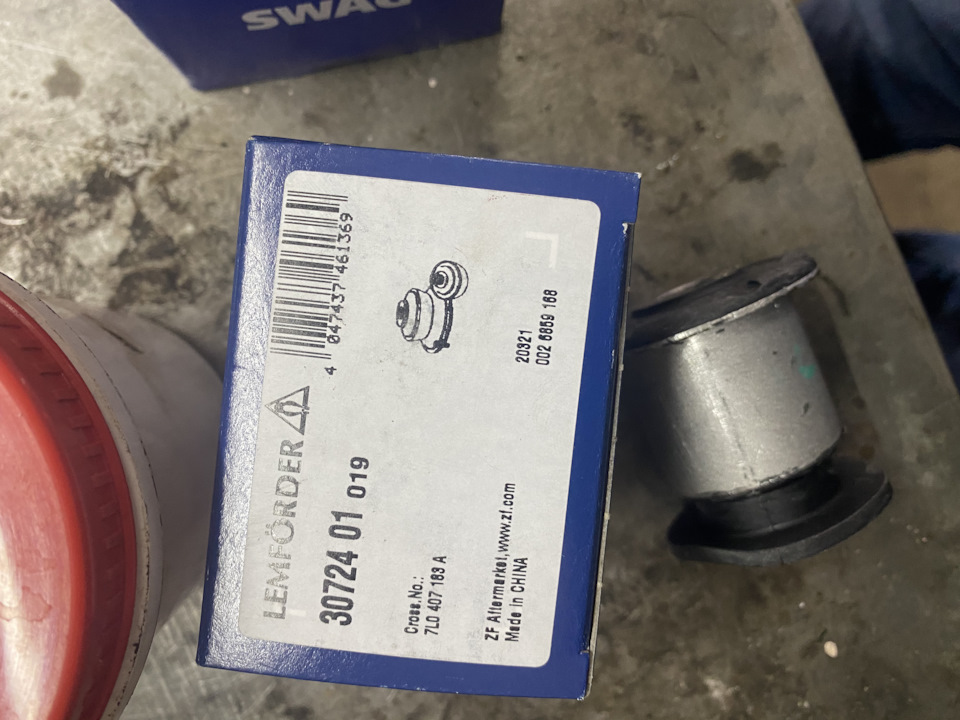 SWAG
LEMFÖRDER
4 047437 461369
30724 01 019
Cross.No.:
7L0 407 183 A
20321
002 6859 168
ZF Aftermarket,www.zf.com
Made in CHINA